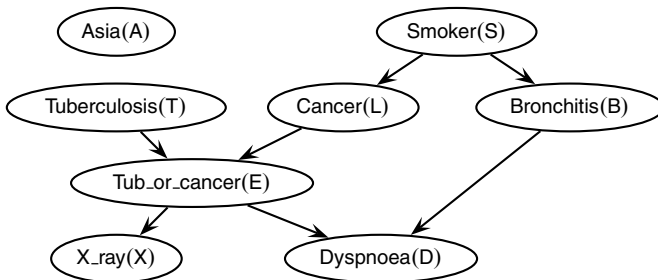 Asia(A) Smoker(S)
Tuberculosis(T) Cancer(L) Bronchitis(B)
Tub_or_cancer(E)
X_ray(X) Dyspnoea(D)